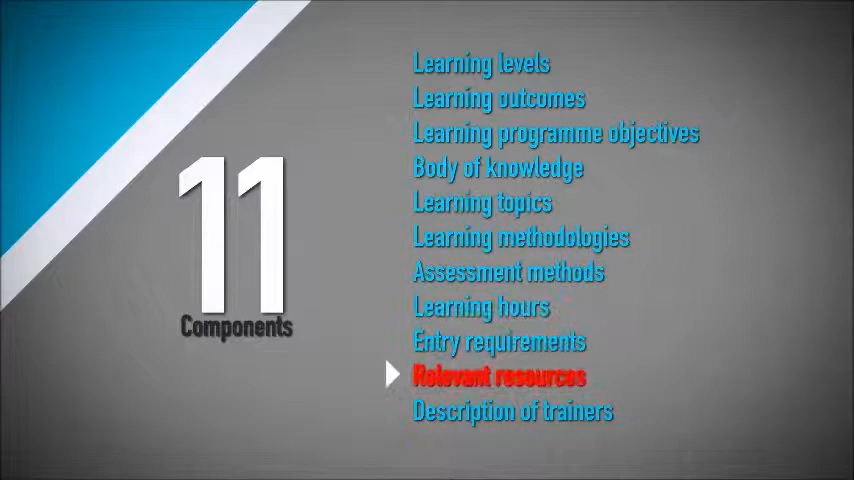 11
Components
Learning levels
Learning outcomes
Learning programme objectives
Body of knowledge
Learning topics
Learning methodologies
Assessment methods
Learning hours
Entry requirements
Relevant resources
Description of trainers